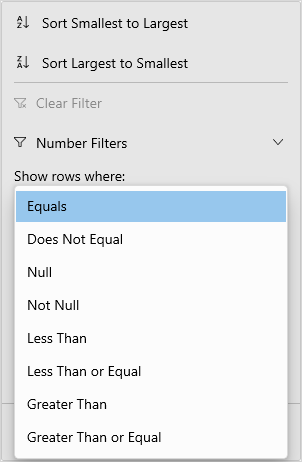 Sort Smallest to Largest
Sort Largest to Smallest
Clear Filter
Number Filters
Show rows where:
Equals
Does Not Equal
Null
Not Null
Less Than
Less Than or Equal
Greater Than
Greater Than or Equal